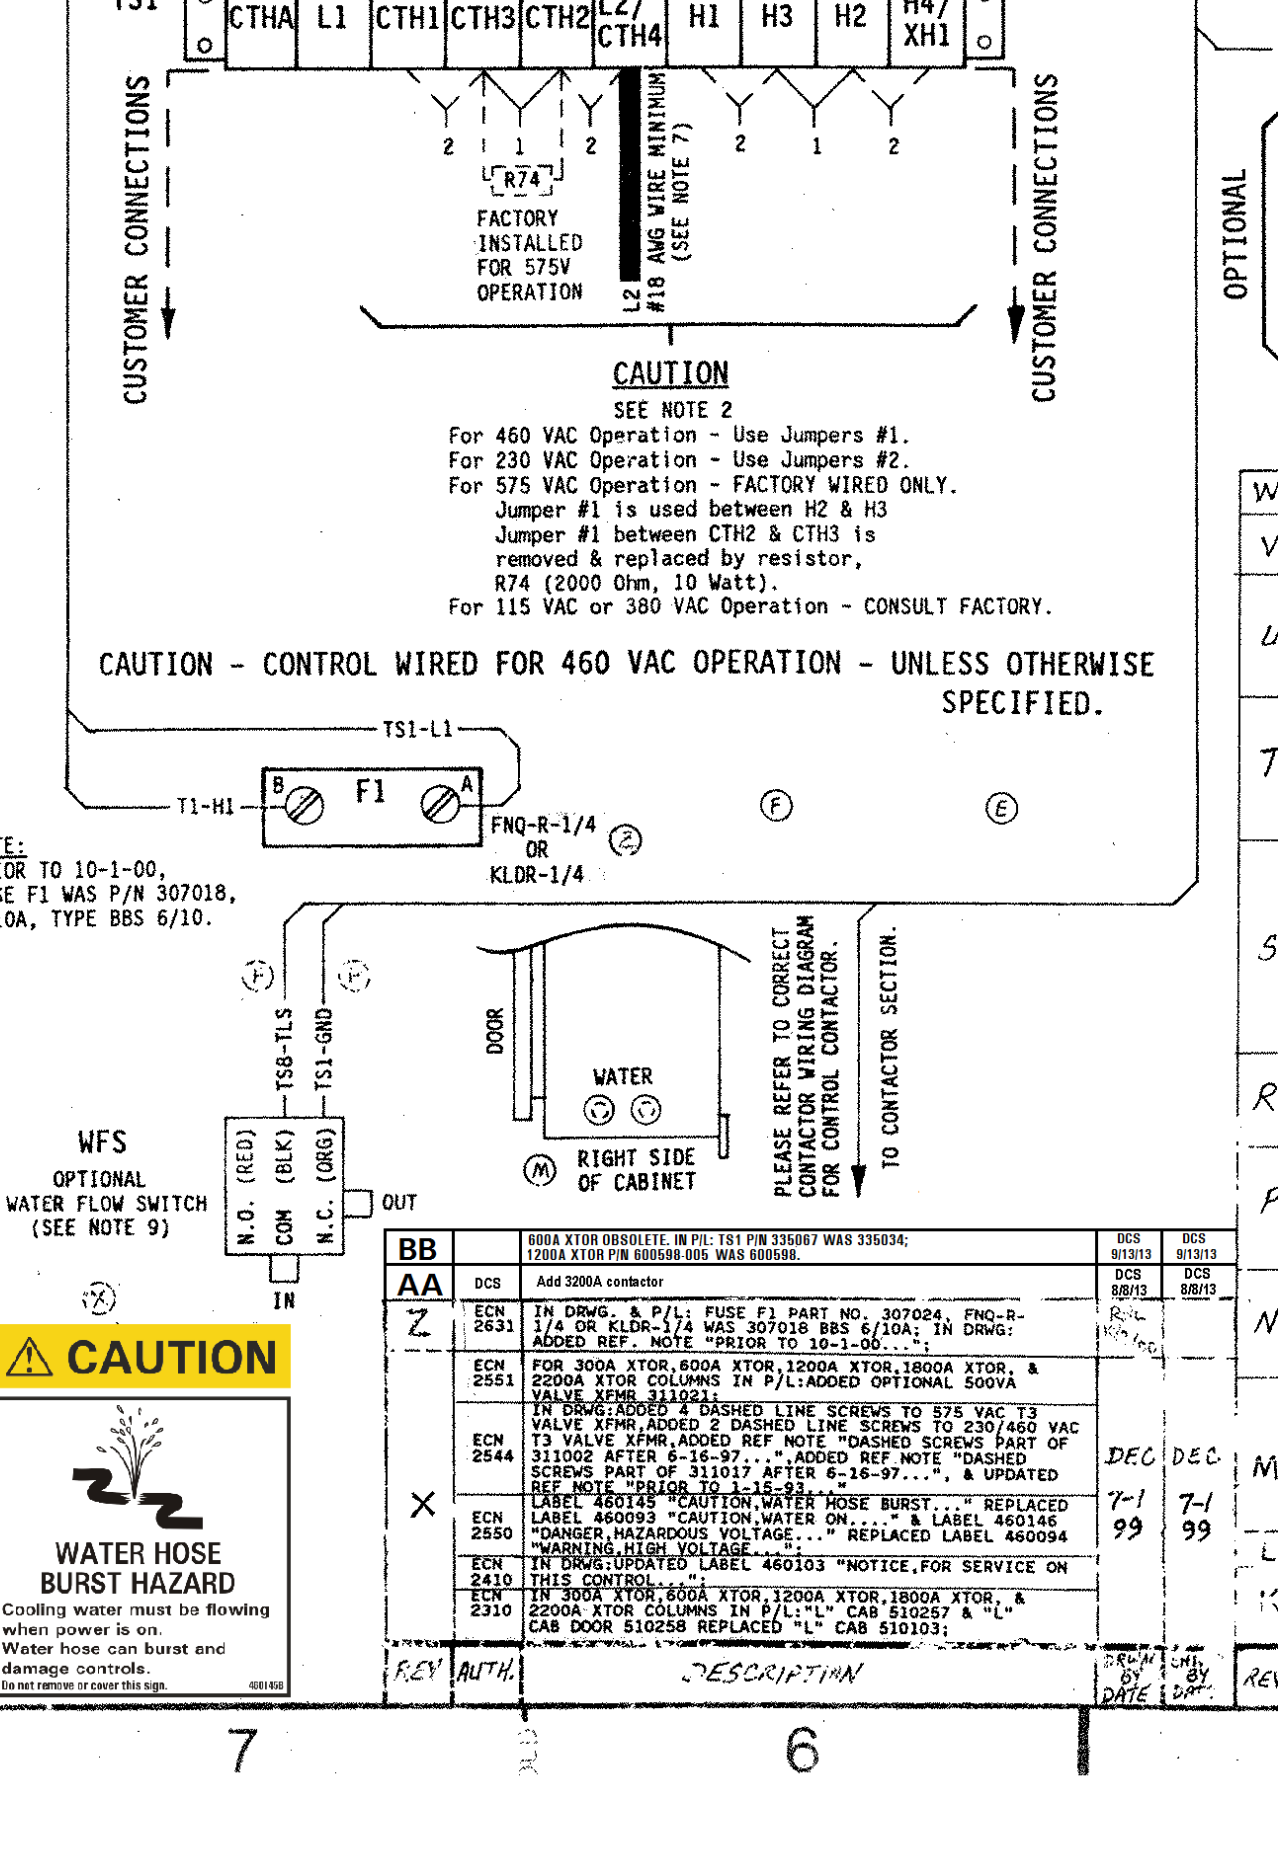 TS1
CTHA L1 CTH1 CTH3 CTH2 L2/ CTH4 H1 H3 H2 H4/ XH1
2 1 2 2 1 2
R74
FACTORY
INSTALLED
FOR 575V
OPERATION
L2
#18 AWG WIRE MINIMUM
(SEE NOTE 7)
CUSTOMER CONNECTIONS
CUSTOMER CONNECTIONS
OPTIONAL
CAUTION
SEE NOTE 2
For 460 VAC Operation - Use Jumpers #1.
For 230 VAC Operation - Use Jumpers #2.
For 575 VAC Operation - FACTORY WIRED ONLY.
Jumper #1 is used between H2 & H3
Jumper #1 between CTH2 & CTH3 is
removed & replaced by resistor,
R74 (2000 Ohm, 10 Watt).
For 115 VAC or 380 VAC Operation - CONSULT FACTORY.
CAUTION - CONTROL WIRED FOR 460 VAC OPERATION - UNLESS OTHERWISE
SPECIFIED.
TS1-L1
B F1 A
T1-H1
FNQ-R-1/4
OR
KLDR-1/4
Z
F
E
TE:
IOR TO 10-1-00,
SE F1 WAS P/N 307018,
10A, TYPE BBS 6/10.
P
P
TS8-TLS
TS1-GND
DOOR
WATER
M
RIGHT SIDE
OF CABINET
PLEASE REFER TO CORRECT
CONTACTOR WIRING DIAGRAM
FOR CONTROL CONTACTOR.
TO CONTACTOR SECTION.
WFS
OPTIONAL
WATER FLOW SWITCH
(SEE NOTE 9)
N.O. (RED)
COM (BLK)
N.C. (ORG)
OUT
IN
X
CAUTION
WATER HOSE
BURST HAZARD
Cooling water must be flowing
when power is on.
Water hose can burst and
damage controls.
Do not remove or cover this sign. 460145B
BB 600A XTOR OBSOLETE. IN P/L: TS1 P/N 335067 WAS 335034; DCS DCS
1200A XTOR P/N 600598-005 WAS 600598. 9/13/13 9/13/13
AA DCS Add 3200A contactor DCS DCS
8/8/13 8/8/13
Z ECN IN DRWG. & P/L: FUSE F1 PART NO. 307024, FNQ-R-
2631 1/4 OR KLDR-1/4 WAS 307018 BBS 6/10A; IN DRWG:
ADDED REF. NOTE "PRIOR TO 10-1-00...";
ECN FOR 300A XTOR,600A XTOR,1200A XTOR,1800A XTOR, &
2551 2200A XTOR COLUMNS IN P/L:ADDED OPTIONAL 500VA
VALVE XFMR 311021;
IN DRWG:ADDED 4 DASHED LINE SCREWS TO 575 VAC T3
VALVE XFMR,ADDED 2 DASHED LINE SCREWS TO 230/460 VAC
ECN T3 VALVE XFMR,ADDED REF NOTE "DASHED SCREWS PART OF
2544 311002 AFTER 6-16-97...",ADDED REF.NOTE "DASHED
SCREWS PART OF 311017 AFTER 6-16-97...", & UPDATED
REF NOTE "PRIOR TO 1-15-93..."
X LABEL 460145 "CAUTION,WATER HOSE BURST..." REPLACED
ECN LABEL 460093 "CAUTION,WATER ON...." & LABEL 460146
2550 "DANGER,HAZARDOUS VOLTAGE..." REPLACED LABEL 460094
"WARNING,HIGH VOLTAGE...";
ECN IN DRWG:UPDATED LABEL 460103 "NOTICE,FOR SERVICE ON
2410 THIS CONTROL...";
ECN IN 300A XTOR,600A XTOR,1200A XTOR,1800A XTOR, &
2310 2200A XTOR COLUMNS IN P/L:"L" CAB 510257 & "L"
CAB DOOR 510258 REPLACED "L" CAB 510103;
DEC DEC
7-1 7-1
99 99
REV AUTH. DESCRIPTION DRWN BY DATE CHK BY DAT.
W
V
U
T
S
R
P
N
M
L
K
REV
7 6